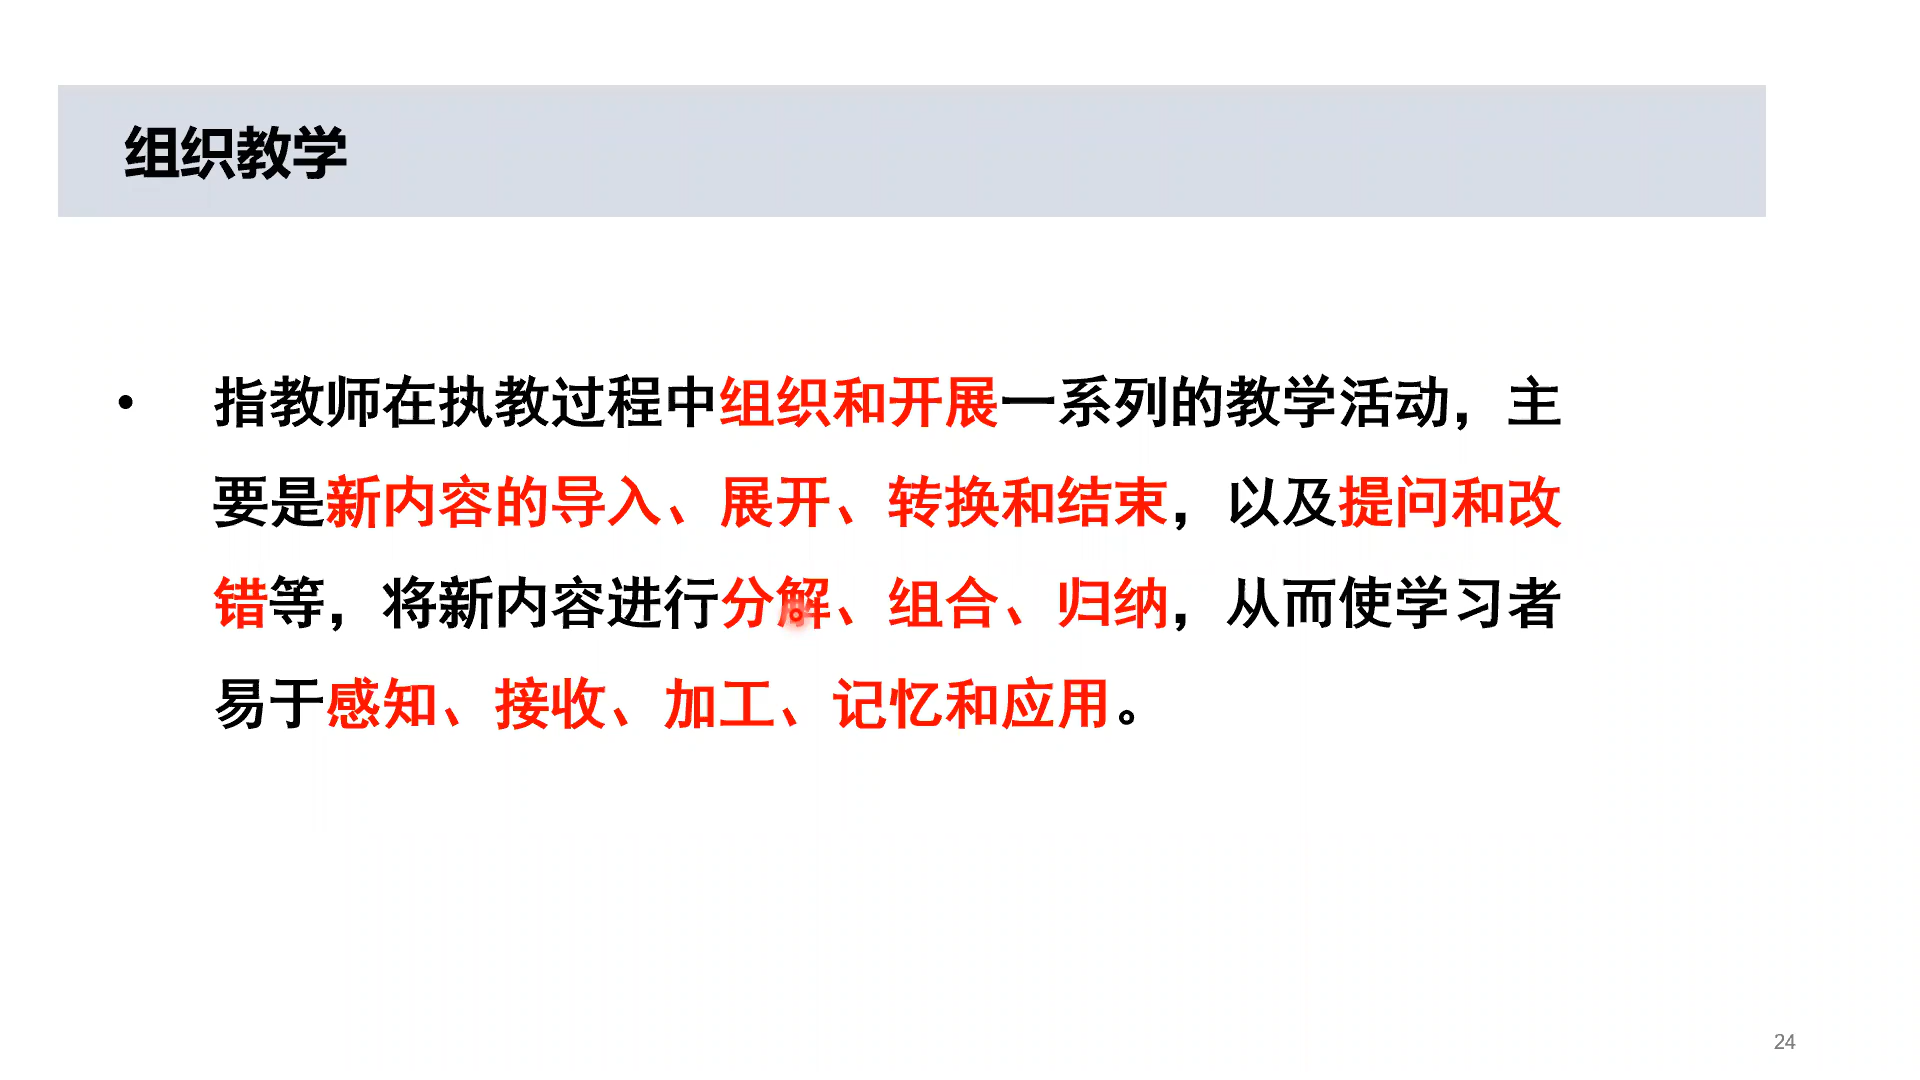 组织教学
• 指教师在执教过程中组织和开展一系列的教学活动，主
要是新内容的导入、展开、转换和结束，以及提问和改
错等，将新内容进行分解、组合、归纳，从而使学习者
易于感知、接收、加工、记忆和应用。
24